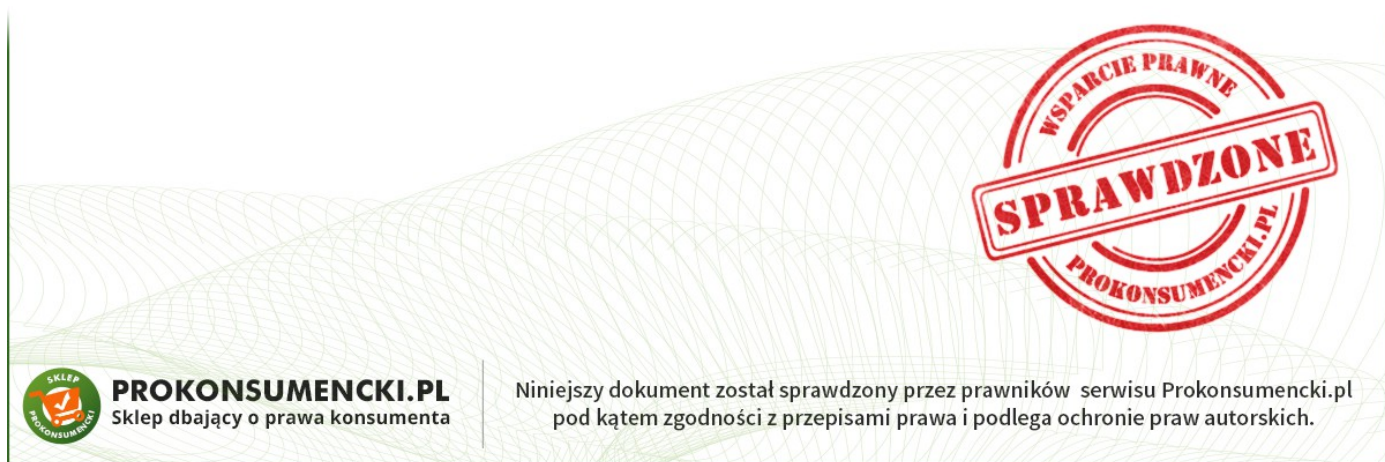 WSPARCIE PRAWNE
SPRAWDZONE
PROKONSUMENCKI.PL
SKLEP
PROKONSUMENCKI
PROKONSUMENCKI.PL
Sklep dbający o prawa konsumenta
Niniejszy dokument został sprawdzony przez prawników serwisu Prokonsumencki.pl
pod kątem zgodności z przepisami prawa i podlega ochronie praw autorskich.